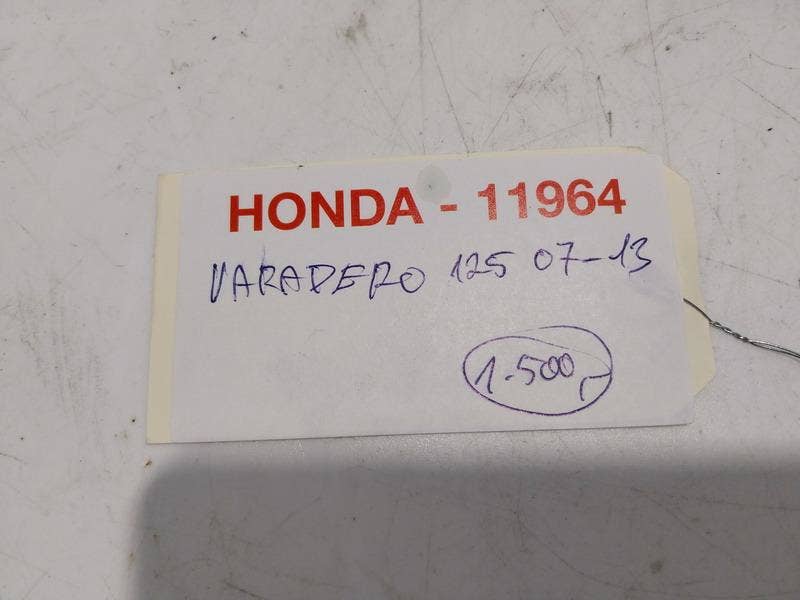 HONDA - 11964
VARADERO 125 07-13
1.500,-